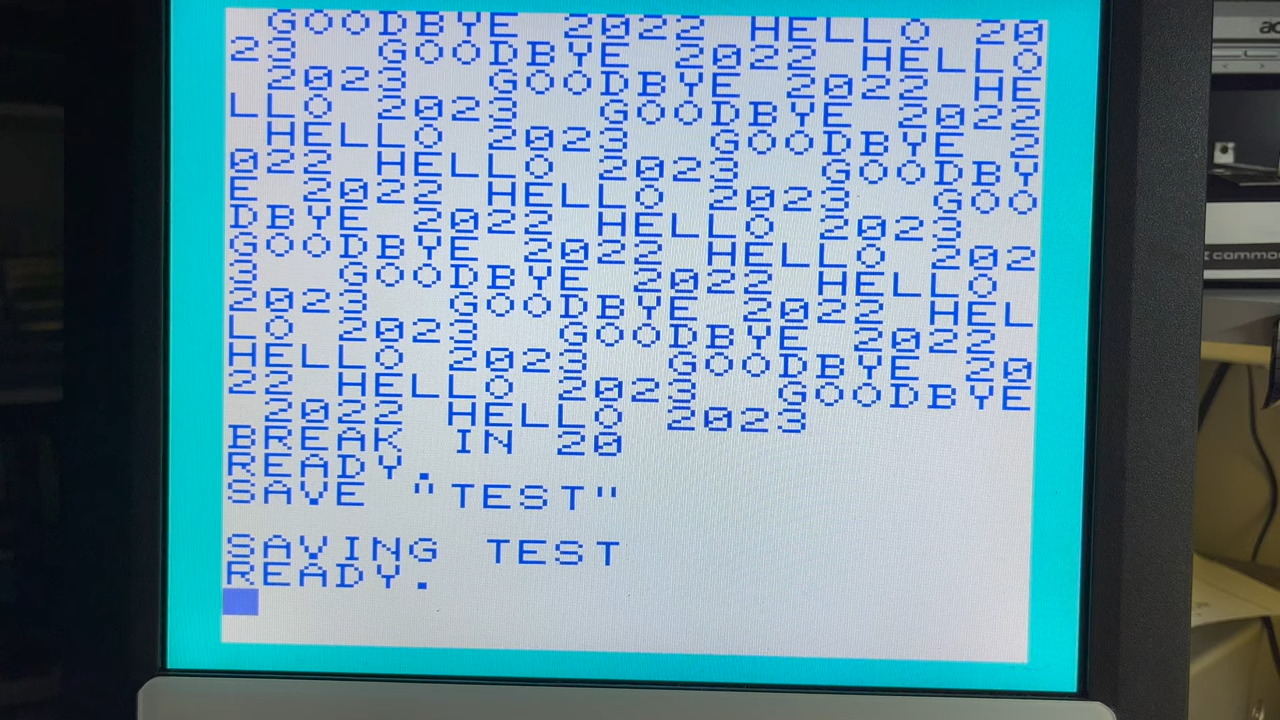 GOODBYE 2022 HELLO 20
23 GOODBYE 2022 HELLO
2023 GOODBYE 2022 HE
LLO 2023 GOODBYE 2022
HELLO 2023 GOODBYE 2
022 HELLO 2023 GOODBY
E 2022 HELLO 2023 GOO
DBYE 2022 HELLO 2023
GOODBYE 2022 HELLO 202
3 GOODBYE 2022 HELLO
2023 GOODBYE 2022 HEL
LO 2023 GOODBYE 2022
HELLO 2023 GOODBYE 20
22 HELLO 2023 GOODBYE
2022 HELLO 2023
BREAK IN 20
READY.
SAVE "TEST"
SAVING TEST
READY.
ac
commo